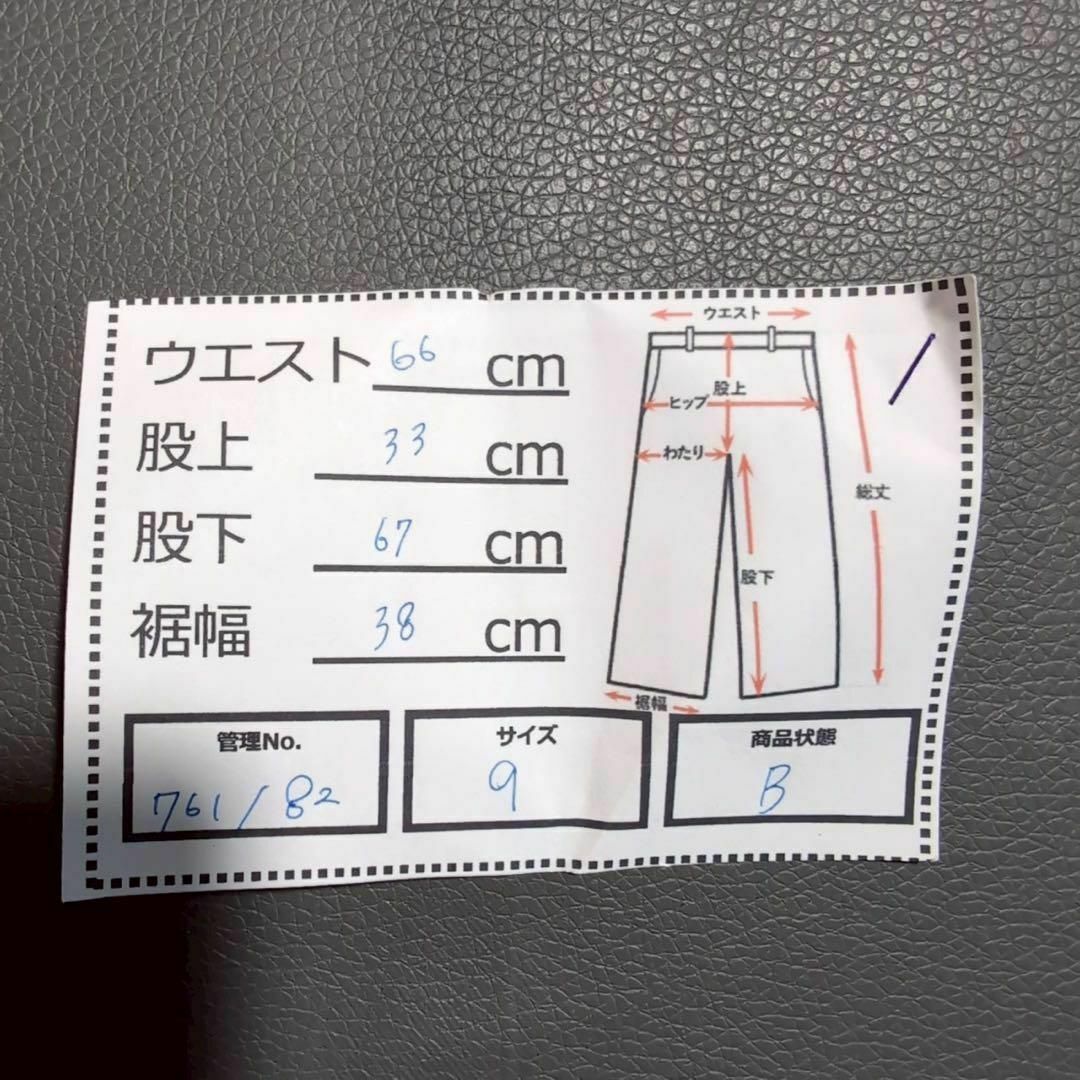 ウエスト 66 cm
股上 33 cm
股下 67 cm
裾幅 38 cm
ウエスト
股上
ヒップ
わたり
総丈
股下
裾幅
管理No.
761/82
サイズ
9
商品状態
B